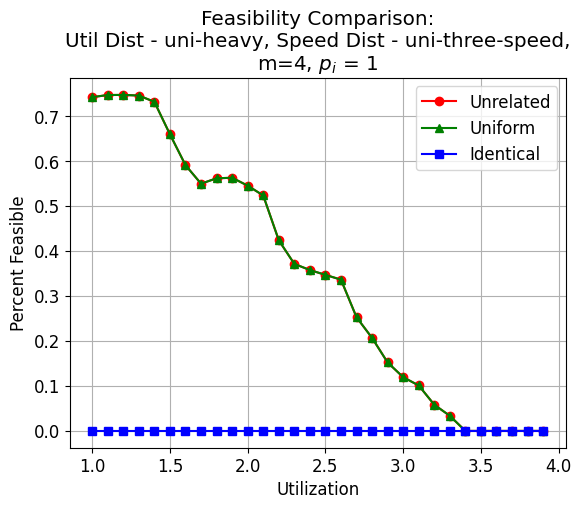 Feasibility Comparison:
Util Dist - uni-heavy, Speed Dist - uni-three-speed,
m=4, $p_i$ = 1
Unrelated
Uniform
Identical
Percent Feasible
0.7
0.6
0.5
0.4
0.3
0.2
0.1
0.0
1.0 1.5 2.0 2.5 3.0 3.5 4.0
Utilization